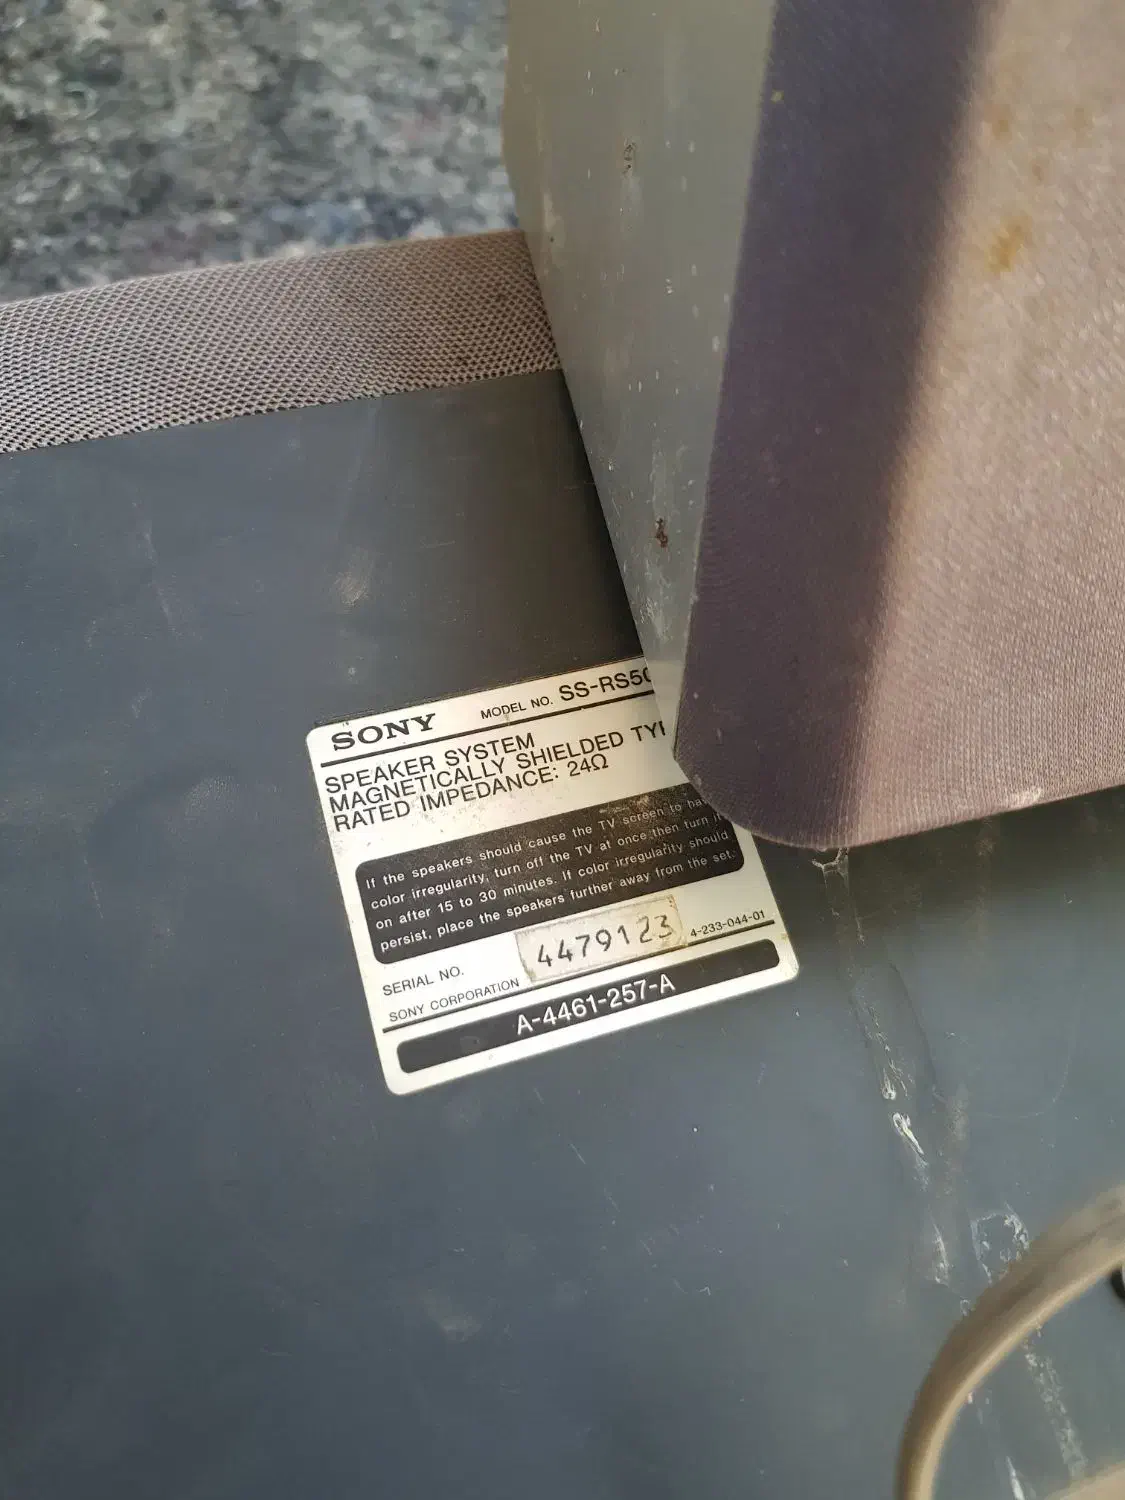 SONY MODEL NO. SS-RS50
SPEAKER SYSTEM
MAGNETICALLY SHIELDED
RATED IMPEDANCE: 24Ω
If the speakers should cause the TV screen to
color irregularity, turn off the TV at once then turn
on after 15 to 30 minutes. If color irregularity should
persist, place the speakers further away from the set.
SERIAL NO. 4479123 4-233-044-01
SONY CORPORATION
A-4461-257-A